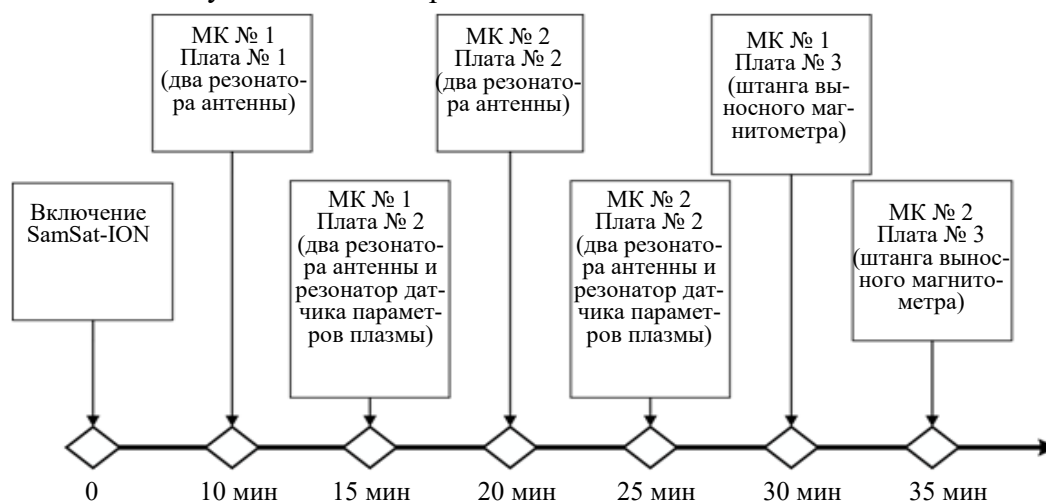 МК № 1
Плата № 1
(два резонато-
ра антенны)
МК № 2
Плата № 2
(два резонато-
ра антенны)
МК № 1
Плата № 3
(штанга вы-
носного маг-
нитометра)
Включение
SamSat-ION
МК № 1
Плата № 2
(два резонато-
ра антенны и
резонатор дат-
чика парамет-
ров плазмы)
МК № 2
Плата № 2
(два резонато-
ра антенны и
резонатор дат-
чика парамет-
ров плазмы)
МК № 2
Плата № 3
(штанга вынос-
ного магнито-
метра)
0
10 мин
15 мин
20 мин
25 мин
30 мин
35 мин